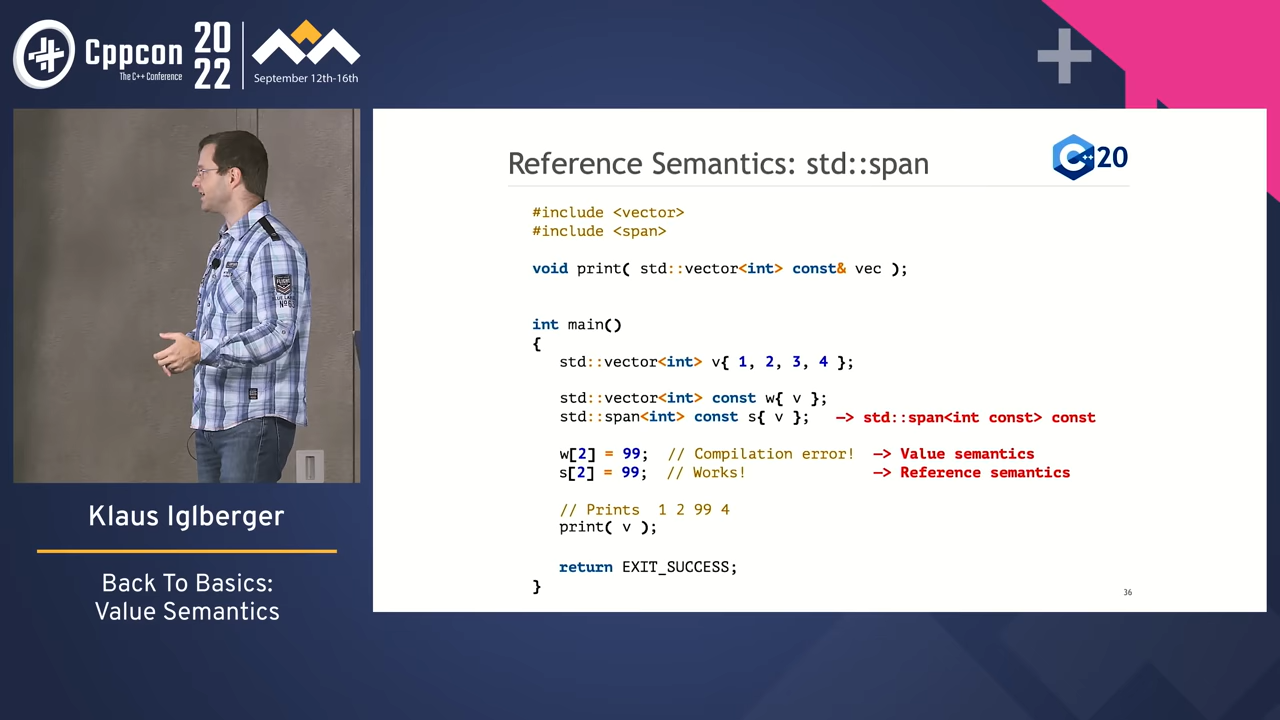 Cppcon
The C++ Conference
20
22
September 12th-16th
Reference Semantics: std::span
C++ 20
#include <vector>
#include <span>
void print( std::vector<int> const& vec );
int main()
{
std::vector<int> v{ 1, 2, 3, 4 };
std::vector<int> const w{ v };
std::span<int> const s{ v }; —> std::span<int const> const
w[2] = 99; // Compilation error! —> Value semantics
s[2] = 99; // Works! —> Reference semantics
// Prints 1 2 99 4
print( v );
return EXIT_SUCCESS;
}
36
Klaus Iglberger
Back To Basics:
Value Semantics